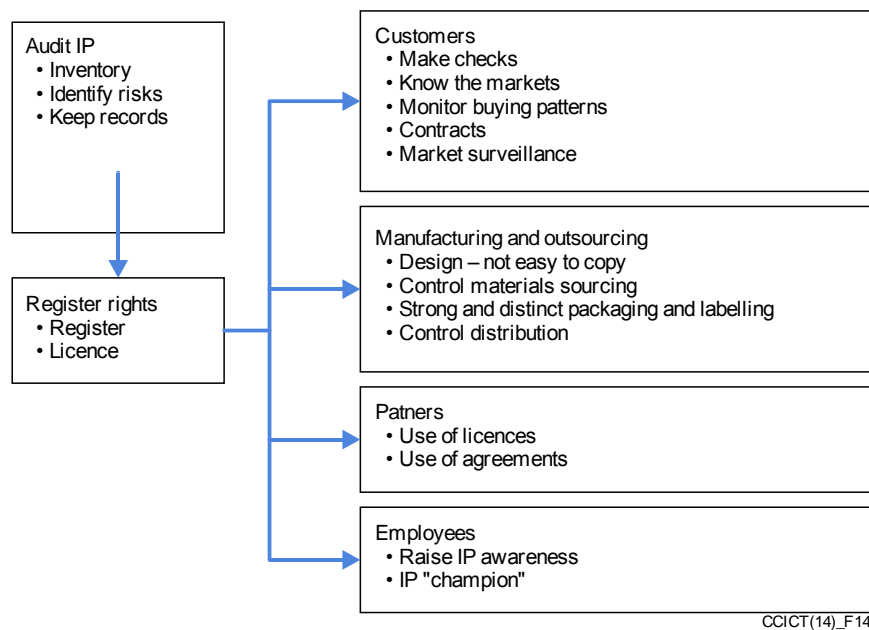 Audit IP
• Inventory
• Identify risks
• Keep records
Register rights
• Register
• Licence
Customers
• Make checks
• Know the markets
• Monitor buying patterns
• Contracts
• Market surveillance
Manufacturing and outsourcing
• Design – not easy to copy
• Control materials sourcing
• Strong and distinct packaging and labelling
• Control distribution
Patners
• Use of licences
• Use of agreements
Employees
• Raise IP awareness
• IP "champion"
CCICT(14)_F14